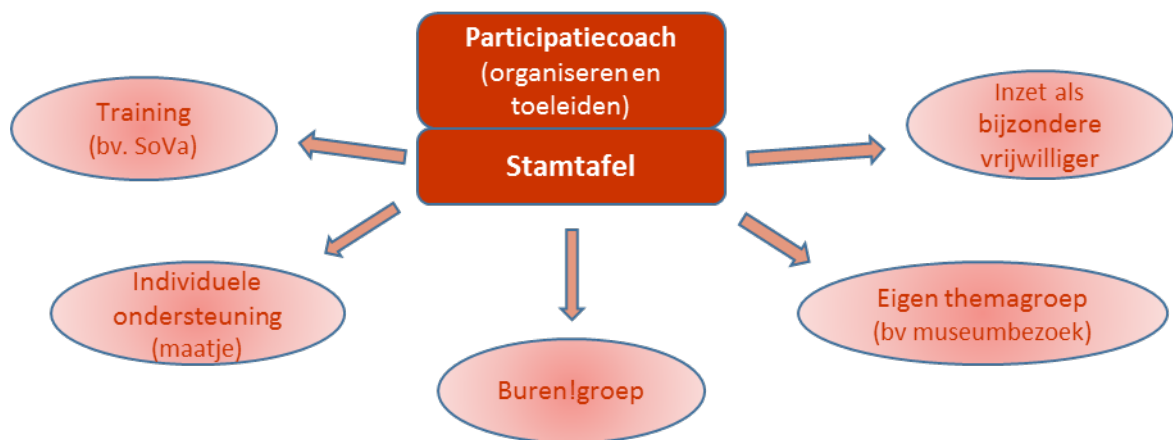 Participatiecoach
(organiseren en
toeleiden)
Stamtafel
Training
(bv. SoVa)
Inzet als
bijzondere
vrijwilliger
Individuele
ondersteuning
(maatje)
Eigen themagroep
(bv museumbezoek)
Buren!groep